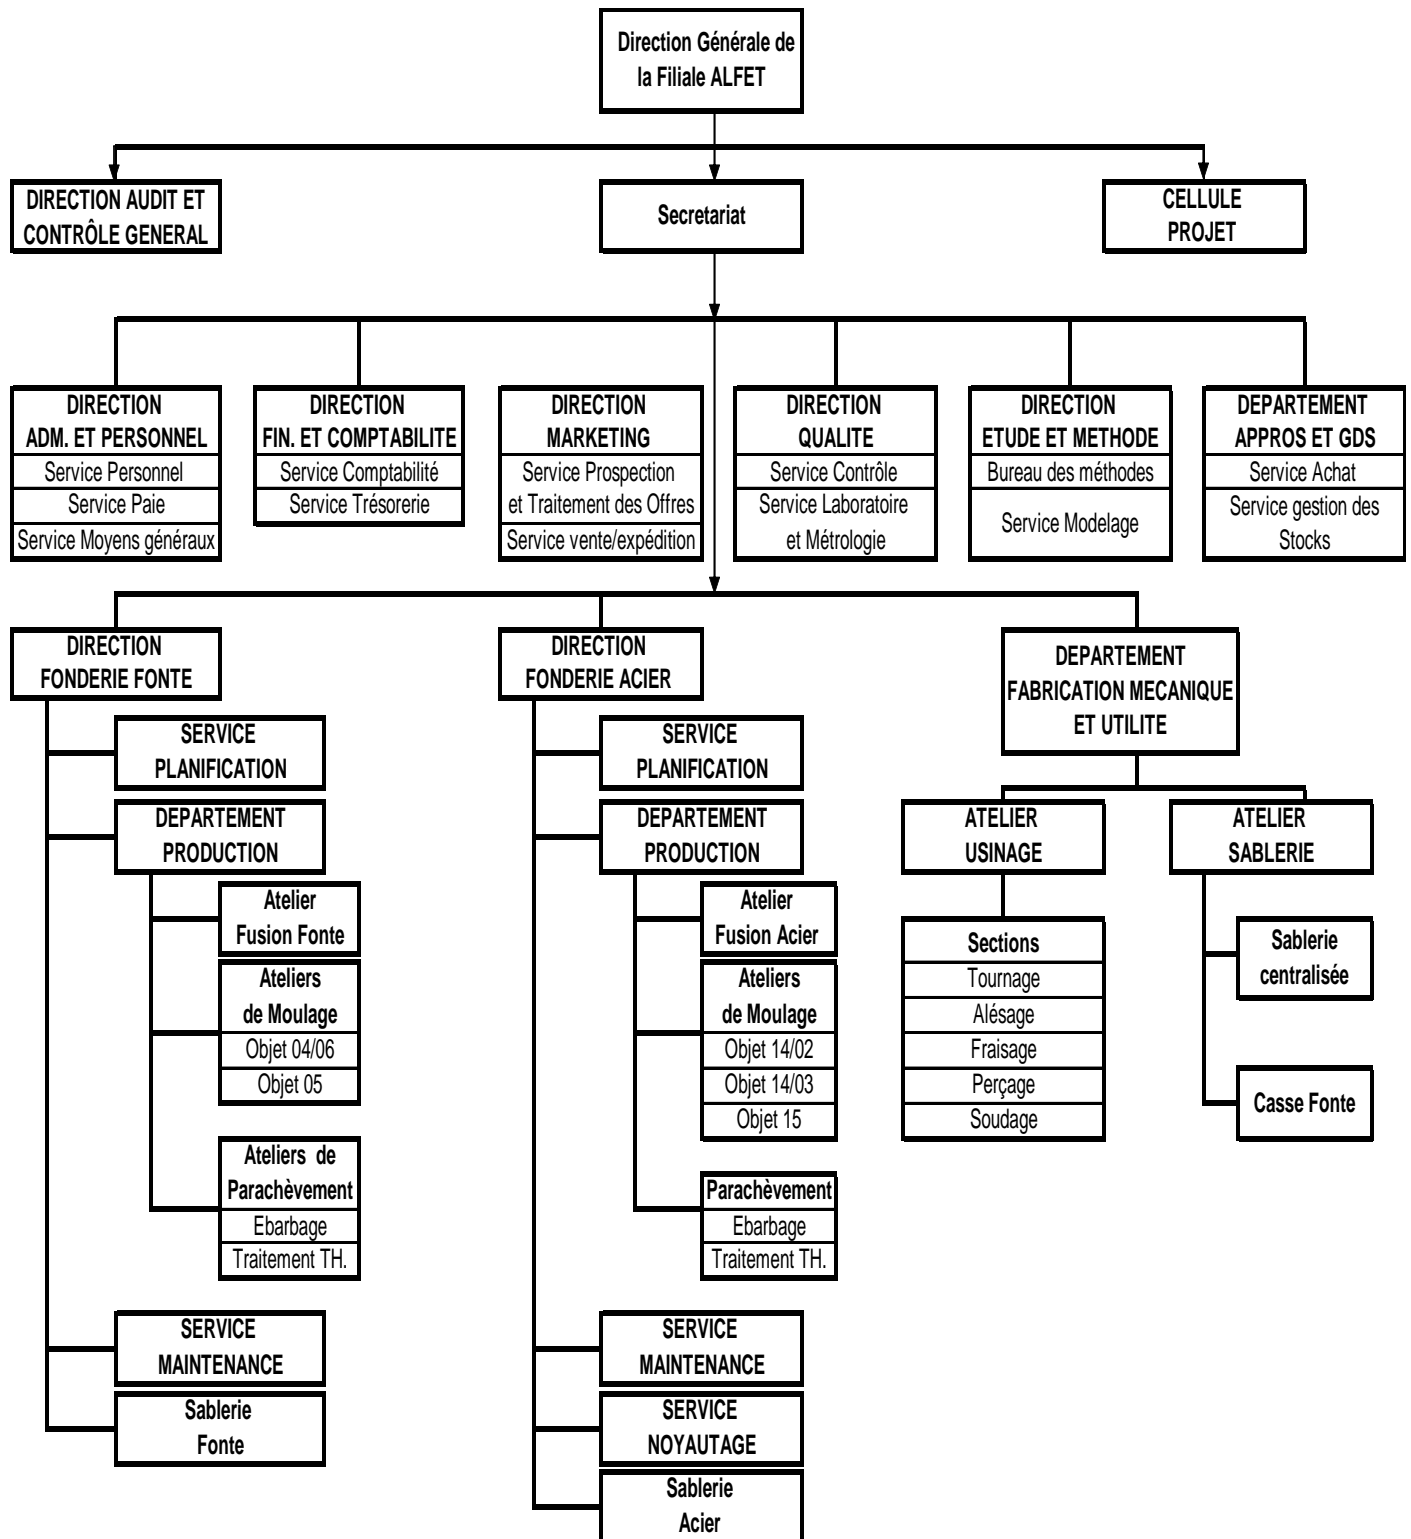 Direction Générale de
la Filiale ALFET
DIRECTION AUDIT ET
CONTRÔLE GENERAL
Secretariat
CELLULE
PROJET
DIRECTION
ADM. ET PERSONNEL
Service Personnel
Service Paie
Service Moyens généraux
DIRECTION
FIN. ET COMPTABILITE
Service Comptabilité
Service Trésorerie
DIRECTION
MARKETING
Service Prospection
et Traitement des Offres
Service vente/expédition
DIRECTION
QUALITE
Service Contrôle
Service Laboratoire
et Métrologie
DIRECTION
ETUDE ET METHODE
Bureau des méthodes
Service Modelage
DEPARTEMENT
APPROS ET GDS
Service Achat
Service gestion des
Stocks
DIRECTION
FONDERIE FONTE
SERVICE
PLANIFICATION
DEPARTEMENT
PRODUCTION
Atelier
Fusion Fonte
Ateliers
de Moulage
Objet 04/06
Objet 05
Ateliers de
Parachèvement
Ebarbage
Traitement TH.
SERVICE
MAINTENANCE
Sablerie
Fonte
DIRECTION
FONDERIE ACIER
SERVICE
PLANIFICATION
DEPARTEMENT
PRODUCTION
Atelier
Fusion Acier
Ateliers
de Moulage
Objet 14/02
Objet 14/03
Objet 15
Parachèvement
Ebarbage
Traitement TH.
SERVICE
MAINTENANCE
SERVICE
NOYAUTAGE
Sablerie
Acier
DEPARTEMENT
FABRICATION MECANIQUE
ET UTILITE
ATELIER
USINAGE
Sections
Tournage
Alésage
Fraisage
Perçage
Soudage
ATELIER
SABLERIE
Sablerie
centralisée
Casse Fonte